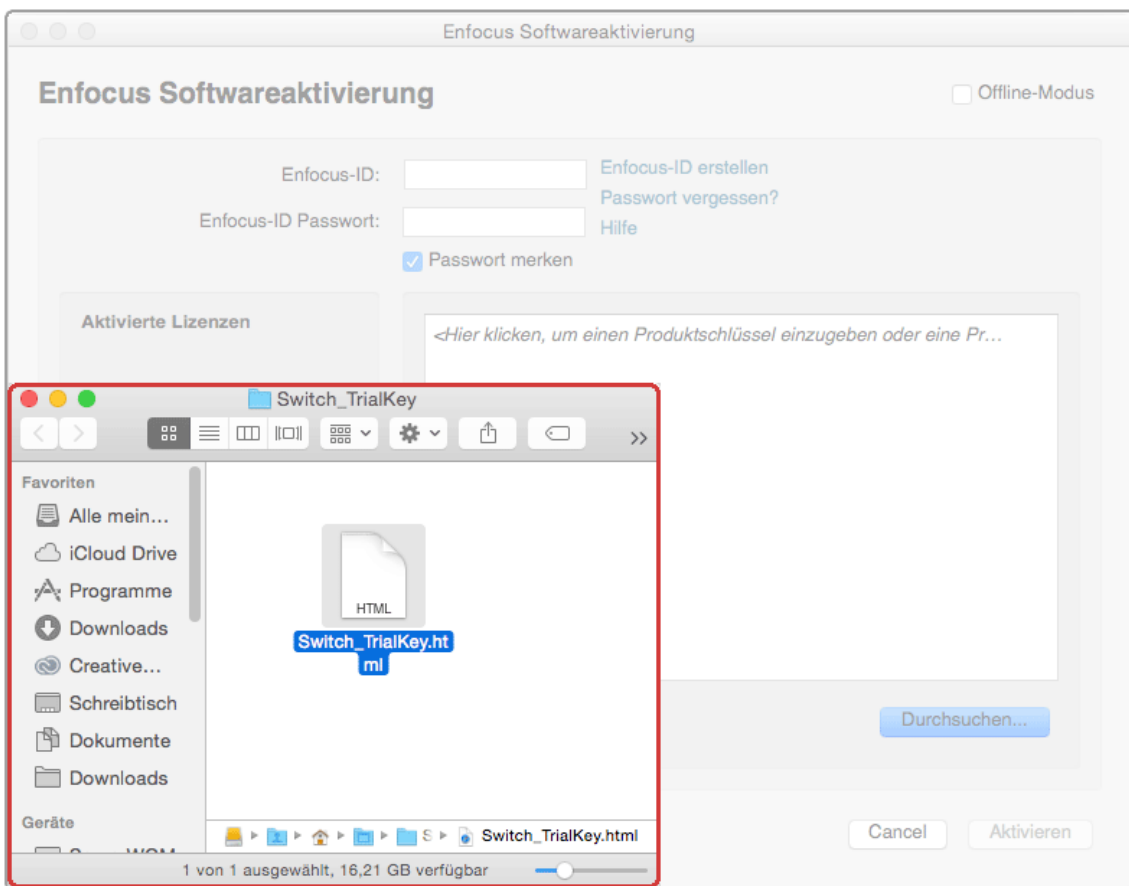 Enfocus Softwareaktivierung
Enfocus Softwareaktivierung
Offline-Modus
Enfocus-ID:
Enfocus-ID erstellen
Passwort vergessen?
Enfocus-ID Passwort:
Hilfe
Passwort merken
Aktivierte Lizenzen
<Hier klicken, um einen Produktschlüssel einzugeben oder eine Pr…
Switch_TrialKey
Favoriten
Alle mein…
iCloud Drive
Programme
Downloads
Creative…
Schreibtisch
Dokumente
Downloads
Geräte
HTML
Switch_TrialKey.ht
ml
S
Switch_TrialKey.html
1 von 1 ausgewählt, 16,21 GB verfügbar
Durchsuchen...
Cancel
Aktivieren